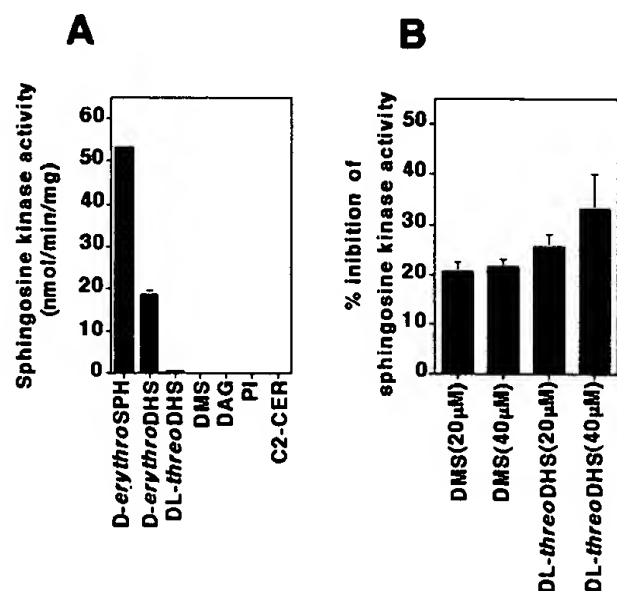 A
Sphingosine kinase activity
(nmol/min/mg)
60
50
40
30
20
10
0
D-erythroSPH
D-erythroDHS
DL-threoDHS
DMS
DAG
PI
C2-CER
B
% inibition of
sphingosine kinase activity
50
40
30
20
10
0
DMS(20µM)
DMS(40µM)
DL-threoDHS(20µM)
DL-threoDHS(40µM)